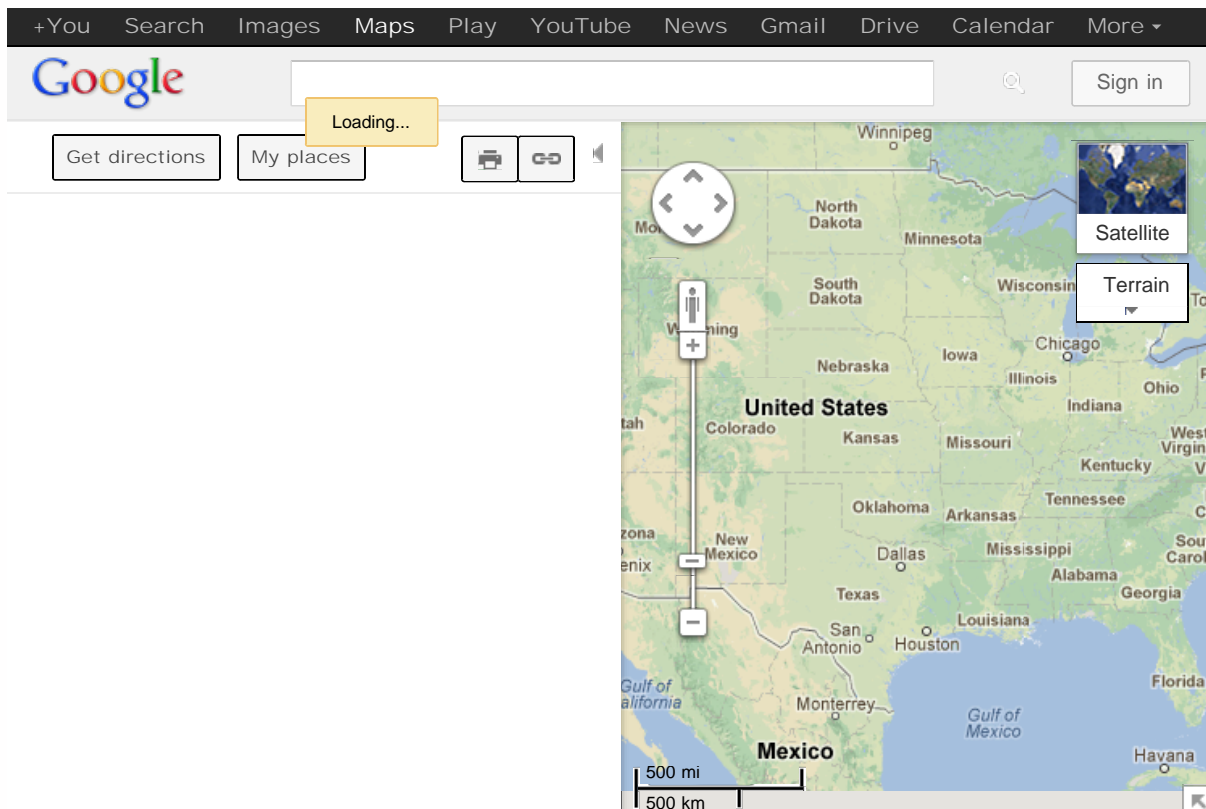 +You Search Images Maps Play YouTube News Gmail Drive Calendar More
Google
Sign in
Loading...
Get directions
My places
Winnipeg
Satellite
North
Dakota
Minnesota
South
Dakota
Wisconsin
Terrain
Chicago
Iowa
Nebraska
Illinois
Ohio
United States
Indiana
Colorado
Kansas
Missouri
West
Kentucky
Oklahoma
Tennessee
Arkansas
New
Mexico
Dallas
Mississippi
Alabama
Georgia
Texas
Louisiana
San
Antonio
Houston
Florida
Gulf of
Monterrey
Gulf of
Mexico
Mexico
Havana
500 mi
500 km